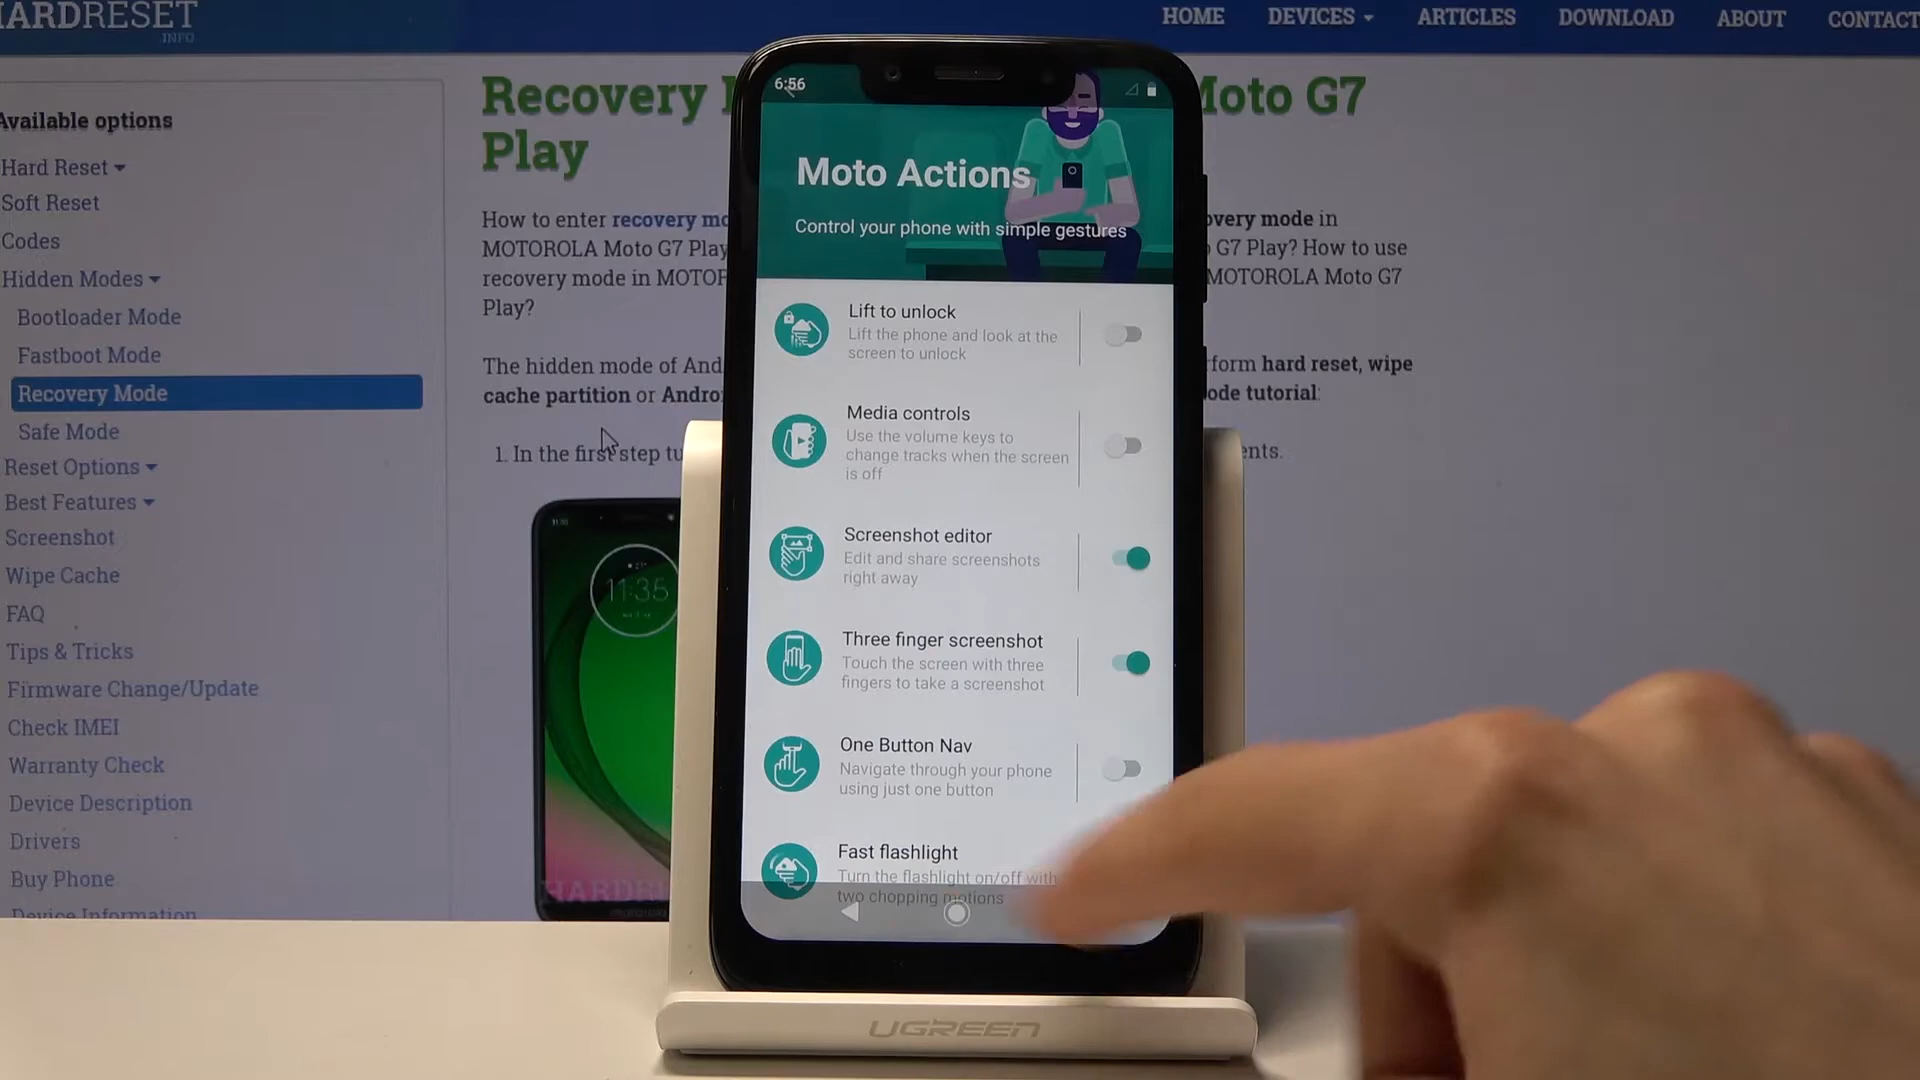 HARDRESET
.INFO
HOME
DEVICES
ARTICLES
DOWNLOAD
ABOUT
CONTACT
Available options
Hard Reset
Soft Reset
Codes
Hidden Modes
Bootloader Mode
Fastboot Mode
Recovery Mode
Safe Mode
Reset Options
Best Features
Screenshot
Wipe Cache
FAQ
Tips & Tricks
Firmware Change/Update
Check IMEI
Warranty Check
Device Description
Drivers
Buy Phone
Device Information
Recovery
Moto G7
Play
How to enter recovery
recovery mode in
MOTOROLA Moto G7 Play
G7 Play? How to use
recovery mode in
MOTOROLA Moto G7
Play?
The hidden mode of
perform hard reset, wipe
cache partition or
mode tutorial:
1. In the first step
11:35
HARDRE
6:56
Moto Actions
Control your phone with simple gestures
Lift to unlock
Lift the phone and look at the
screen to unlock
Media controls
Use the volume keys to
change tracks when the screen
is off
Screenshot editor
Edit and share screenshots
right away
Three finger screenshot
Touch the screen with three
fingers to take a screenshot
One Button Nav
Navigate through your phone
using just one button
Fast flashlight
Turn the flashlight on/off with
two chopping motions
UGREEN